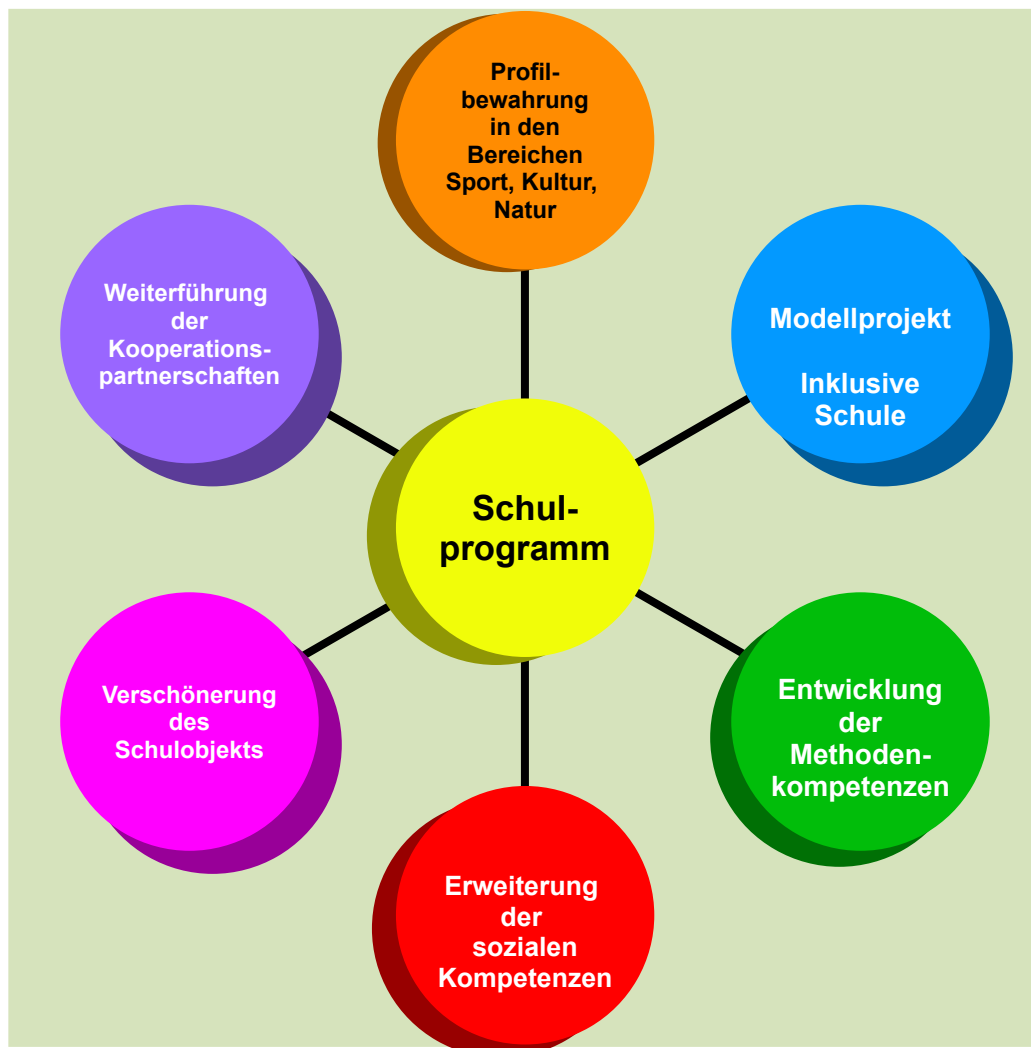 Profil-
bewahrung
in den
Bereichen
Sport, Kultur,
Natur
Weiterführung
der
Kooperations-
partnerschaften
Modellprojekt
Inklusive
Schule
Schul-
programm
Verschönerung
des
Schulobjekts
Entwicklung
der
Methoden-
kompetenzen
Erweiterung
der
sozialen
Kompetenzen